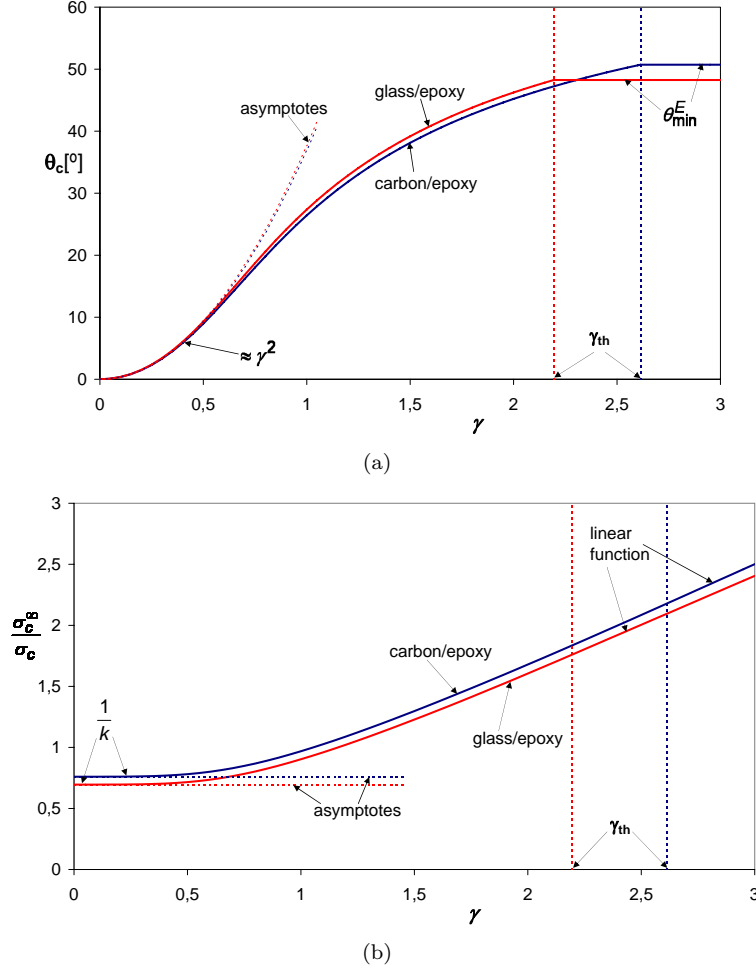 60
50
40
30
20
10
0
θc[º]
asymptotes
glass/epoxy
carbon/epoxy
θ^E_min
≈ γ²
γth
0
0,5
1
1,5
2
2,5
3
γ
(a)
3
2,5
2
1,5
1
0,5
0
σc^∞
σc
1
k
linear
function
carbon/epoxy
glass/epoxy
asymptotes
γth
0
0,5
1
1,5
2
2,5
3
γ
(b)